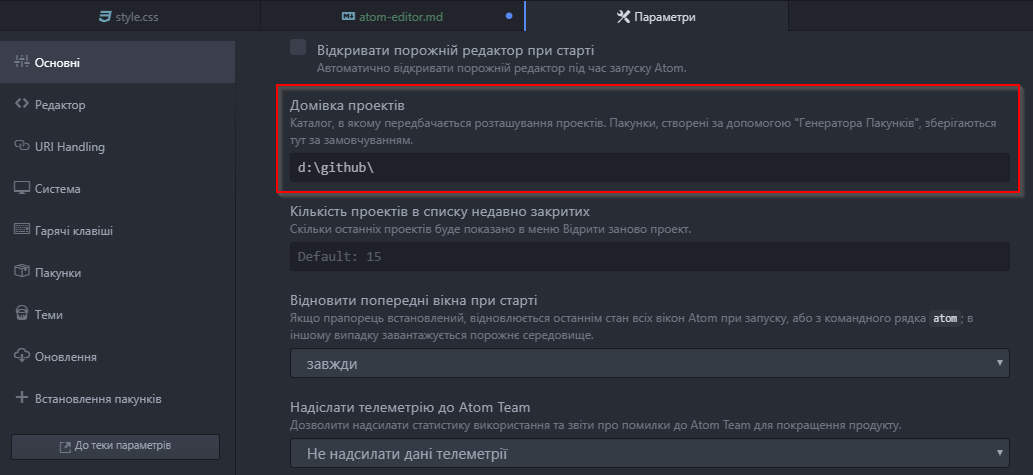 style.css
atom-editor.md
Параметри
Основні
Редактор
URI Handling
Система
Гарячі клавіші
Пакунки
Теми
Оновлення
Встановлення пакунків
До теки параметрів
Відкривати порожній редактор при старті
Автоматично відкривати порожній редактор під час запуску Atom.
Домівка проектів
Каталог, в якому передбачається розташування проектів. Пакунки, створені за допомогою "Генератора Пакунків", зберігаються
тут за замовчуванням.
d:\github\
Кількість проектів в списку недавно закритих
Скільки останніх проектів буде показано в меню Відрити заново проект.
Default: 15
Відновити попередні вікна при старті
Якщо прапорець встановлений, відновлюється останнім стан всіх вікон Atom при запуску, або з командного рядка atom; в
іншому випадку завантажується порожнє середовище.
завжди
Надіслати телеметрію до Atom Team
Дозволити надсилати статистику використання та звіти про помилки до Atom Team для покращення продукту.
Не надсилати дані телеметрії